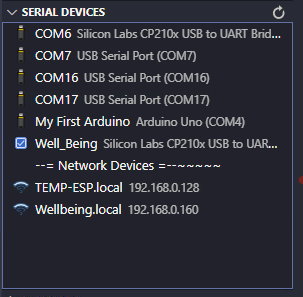 SERIAL DEVICES
COM6 Silicon Labs CP210x USB to UART Brid...
COM7 USB Serial Port (COM7)
COM16 USB Serial Port (COM16)
COM17 USB Serial Port (COM17)
My First Arduino Arduino Uno (COM4)
Well_Being Silicon Labs CP210x USB to UAR...
--= Network Devices =--~~~~~
TEMP-ESP.local 192.168.0.128
Wellbeing.local 192.168.0.160